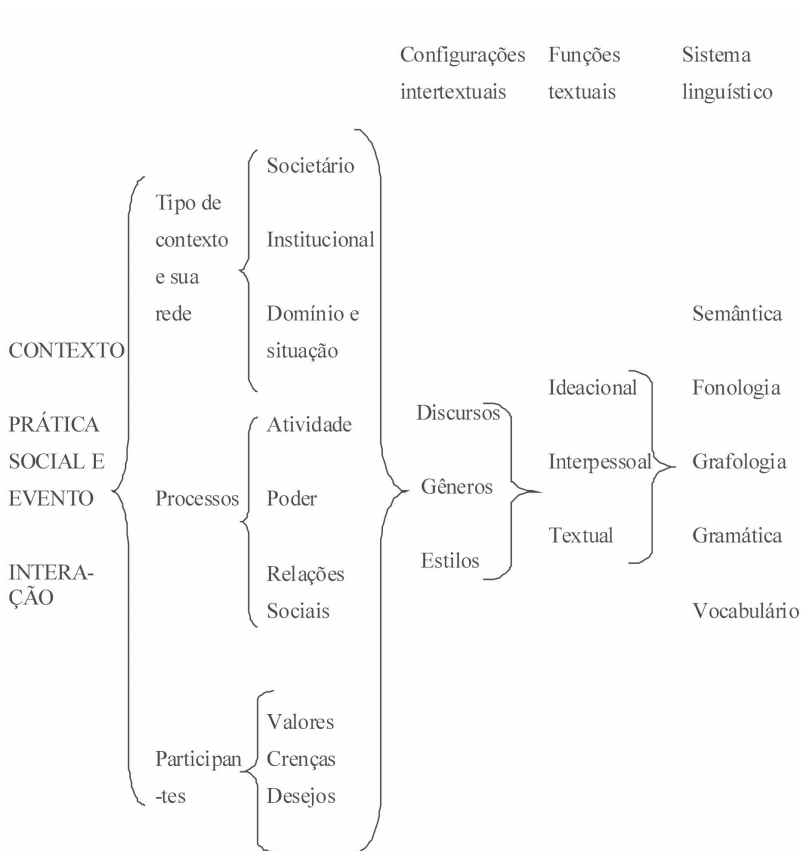 Configurações
intertextuais
Funções
textuais
Sistema
linguístico
CONTEXTO
PRÁTICA
SOCIAL E
EVENTO
INTERA-
ÇÃO
Tipo de
contexto
e sua
rede
Societário
Institucional
Domínio e
situação
Processos
Atividade
Poder
Relações
Sociais
Participan
-tes
Valores
Crenças
Desejos
Discursos
Gêneros
Estilos
Ideacional
Interpessoal
Textual
Semântica
Fonologia
Grafologia
Gramática
Vocabulário